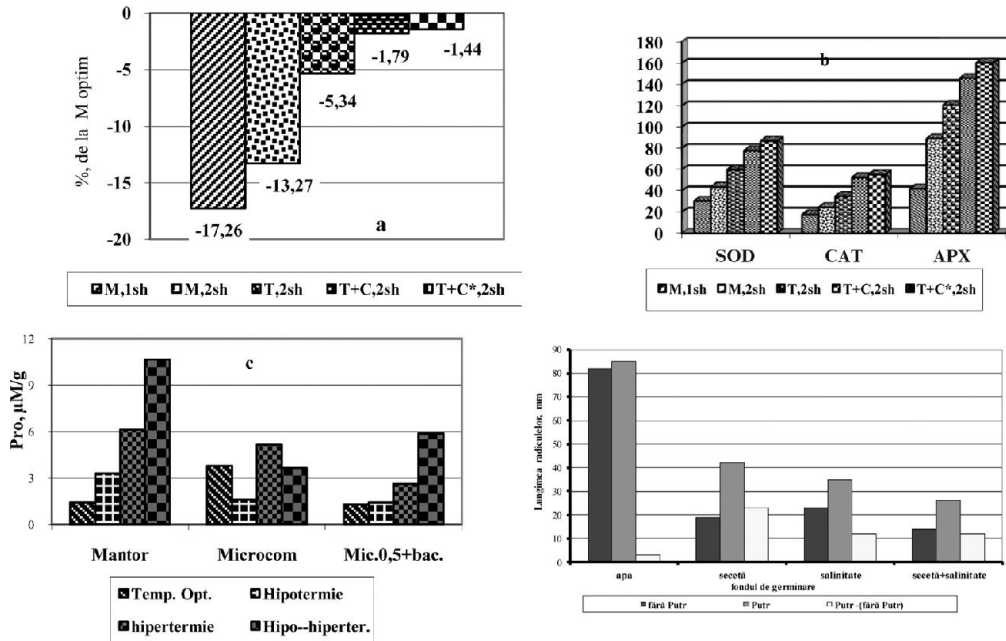 %, de la M optim
0
-5
-10
-15
-20
-17,26
-13,27
-5,34
-1,79
-1,44
a
M,1sh M,2sh T,2sh T+C,2sh T+C*,2sh
180
160
140
120
100
80
60
40
20
0
b
SOD CAT APX
M,1sh M,2sh T,2sh T+C,2sh T+C*,2sh
Pro, µM/g
12
9
6
3
0
c
Mantor Microcom Mic.0,5+bac.
Temp. Opt. Hipotermie
hipertermie Hipo--hiperter.
Lungimea radiculelor, mm
90
80
70
60
50
40
30
20
10
0
apa secetă salinitate secetă+salinitate
fondul de germinare
fără Putr Putr Putr -(fără Putr)